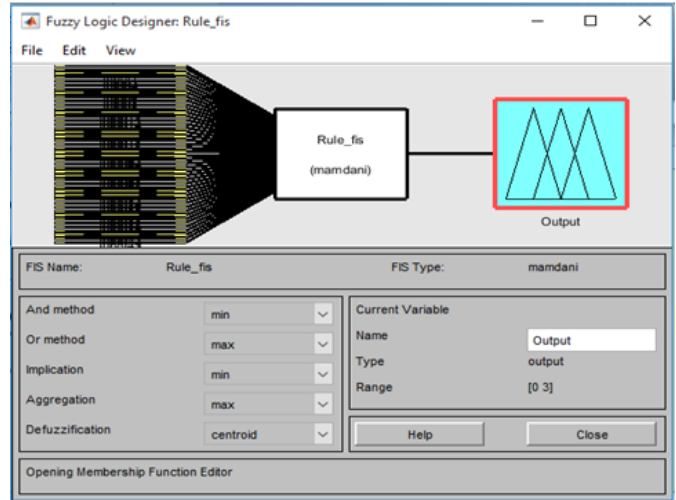 Fuzzy Logic Designer: Rule_fis
File Edit View
Rule_fis
(mamdani)
Output
FIS Name: Rule_fis FIS Type: mamdani
And method min
Or method max
Implication min
Aggregation max
Defuzzification centroid
Current Variable
Name Output
Type output
Range [0 3]
Help Close
Opening Membership Function Editor